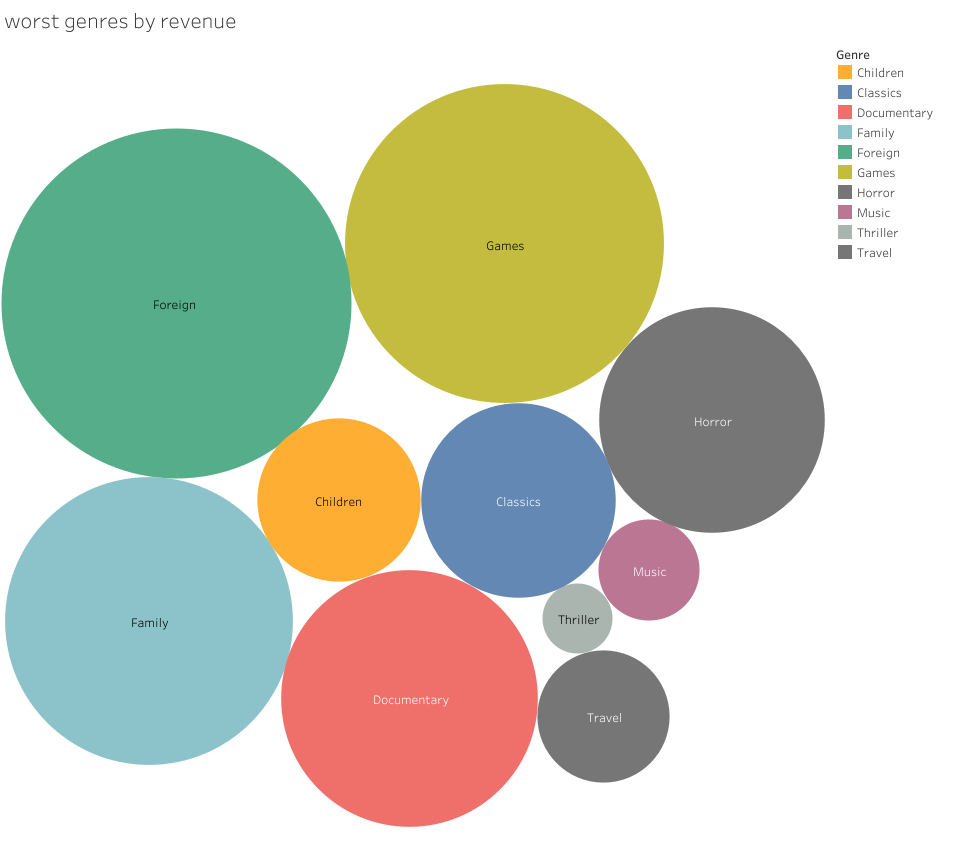 worst genres by revenue
Genre
Children
Classics
Documentary
Family
Foreign
Games
Horror
Music
Thriller
Travel
Games
Foreign
Horror
Children
Classics
Music
Thriller
Family
Documentary
Travel